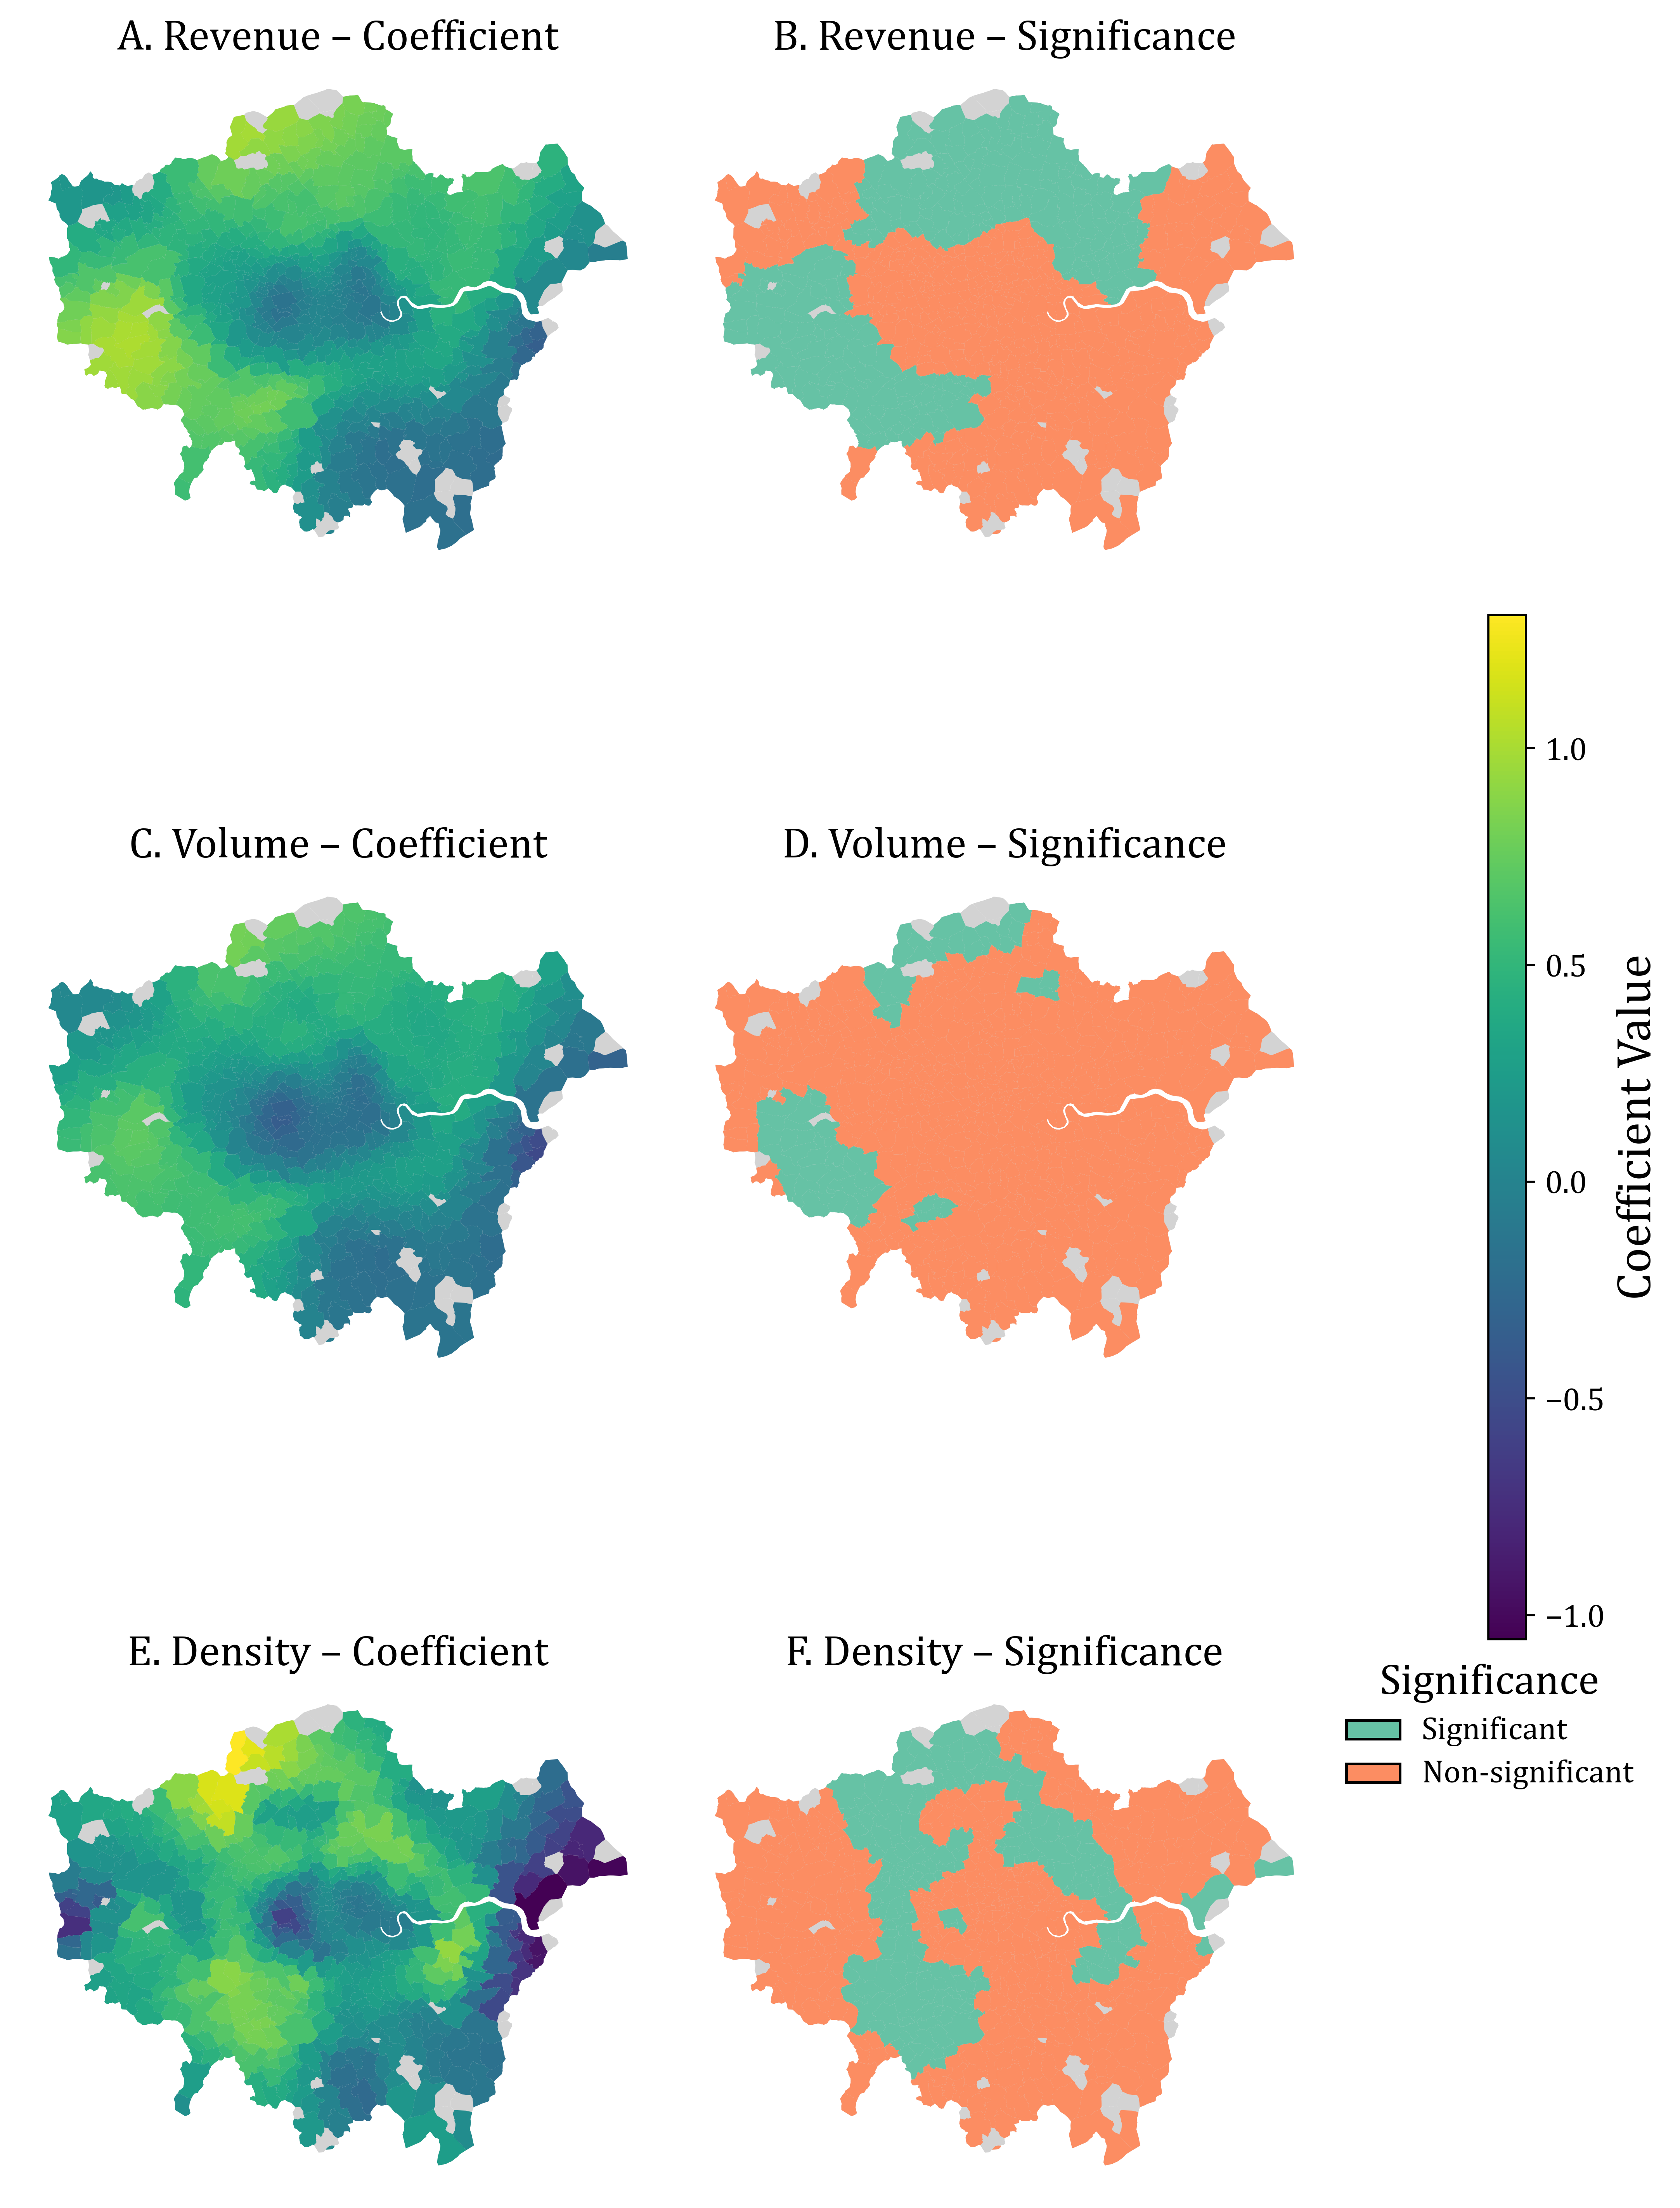 A. Revenue – Coefficient
B. Revenue – Significance
C. Volume – Coefficient
D. Volume – Significance
1.0
0.5
0.0
−0.5
−1.0
Coefficient Value
E. Density – Coefficient
F. Density – Significance
Significance
Significant
Non-significant